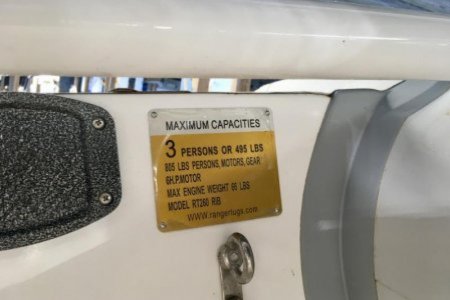 MAXIMUM CAPACITIES
3 PERSONS OR 495 LBS
805 LBS PERSONS, MOTORS, GEAR
6H.P.MOTOR
MAX ENGINE WEIGHT 66 LBS
MODEL RT260 RIB
WWW.rangertugs.com